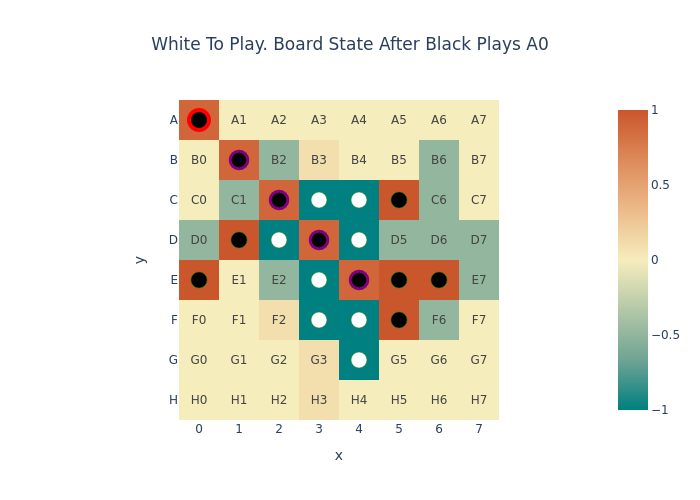 White To Play. Board State After Black Plays A0
A A1 A2 A3 A4 A5 A6 A7 1
B B0 B2 B3 B4 B5 B6 B7
C C0 C1 C6 C7 0.5
D D0 D5 D6 D7
y 0
E E1 E2 E7
F F0 F1 F2 F6 F7 −0.5
G G0 G1 G2 G3 G5 G6 G7
H H0 H1 H2 H3 H4 H5 H6 H7 −1
0 1 2 3 4 5 6 7
x